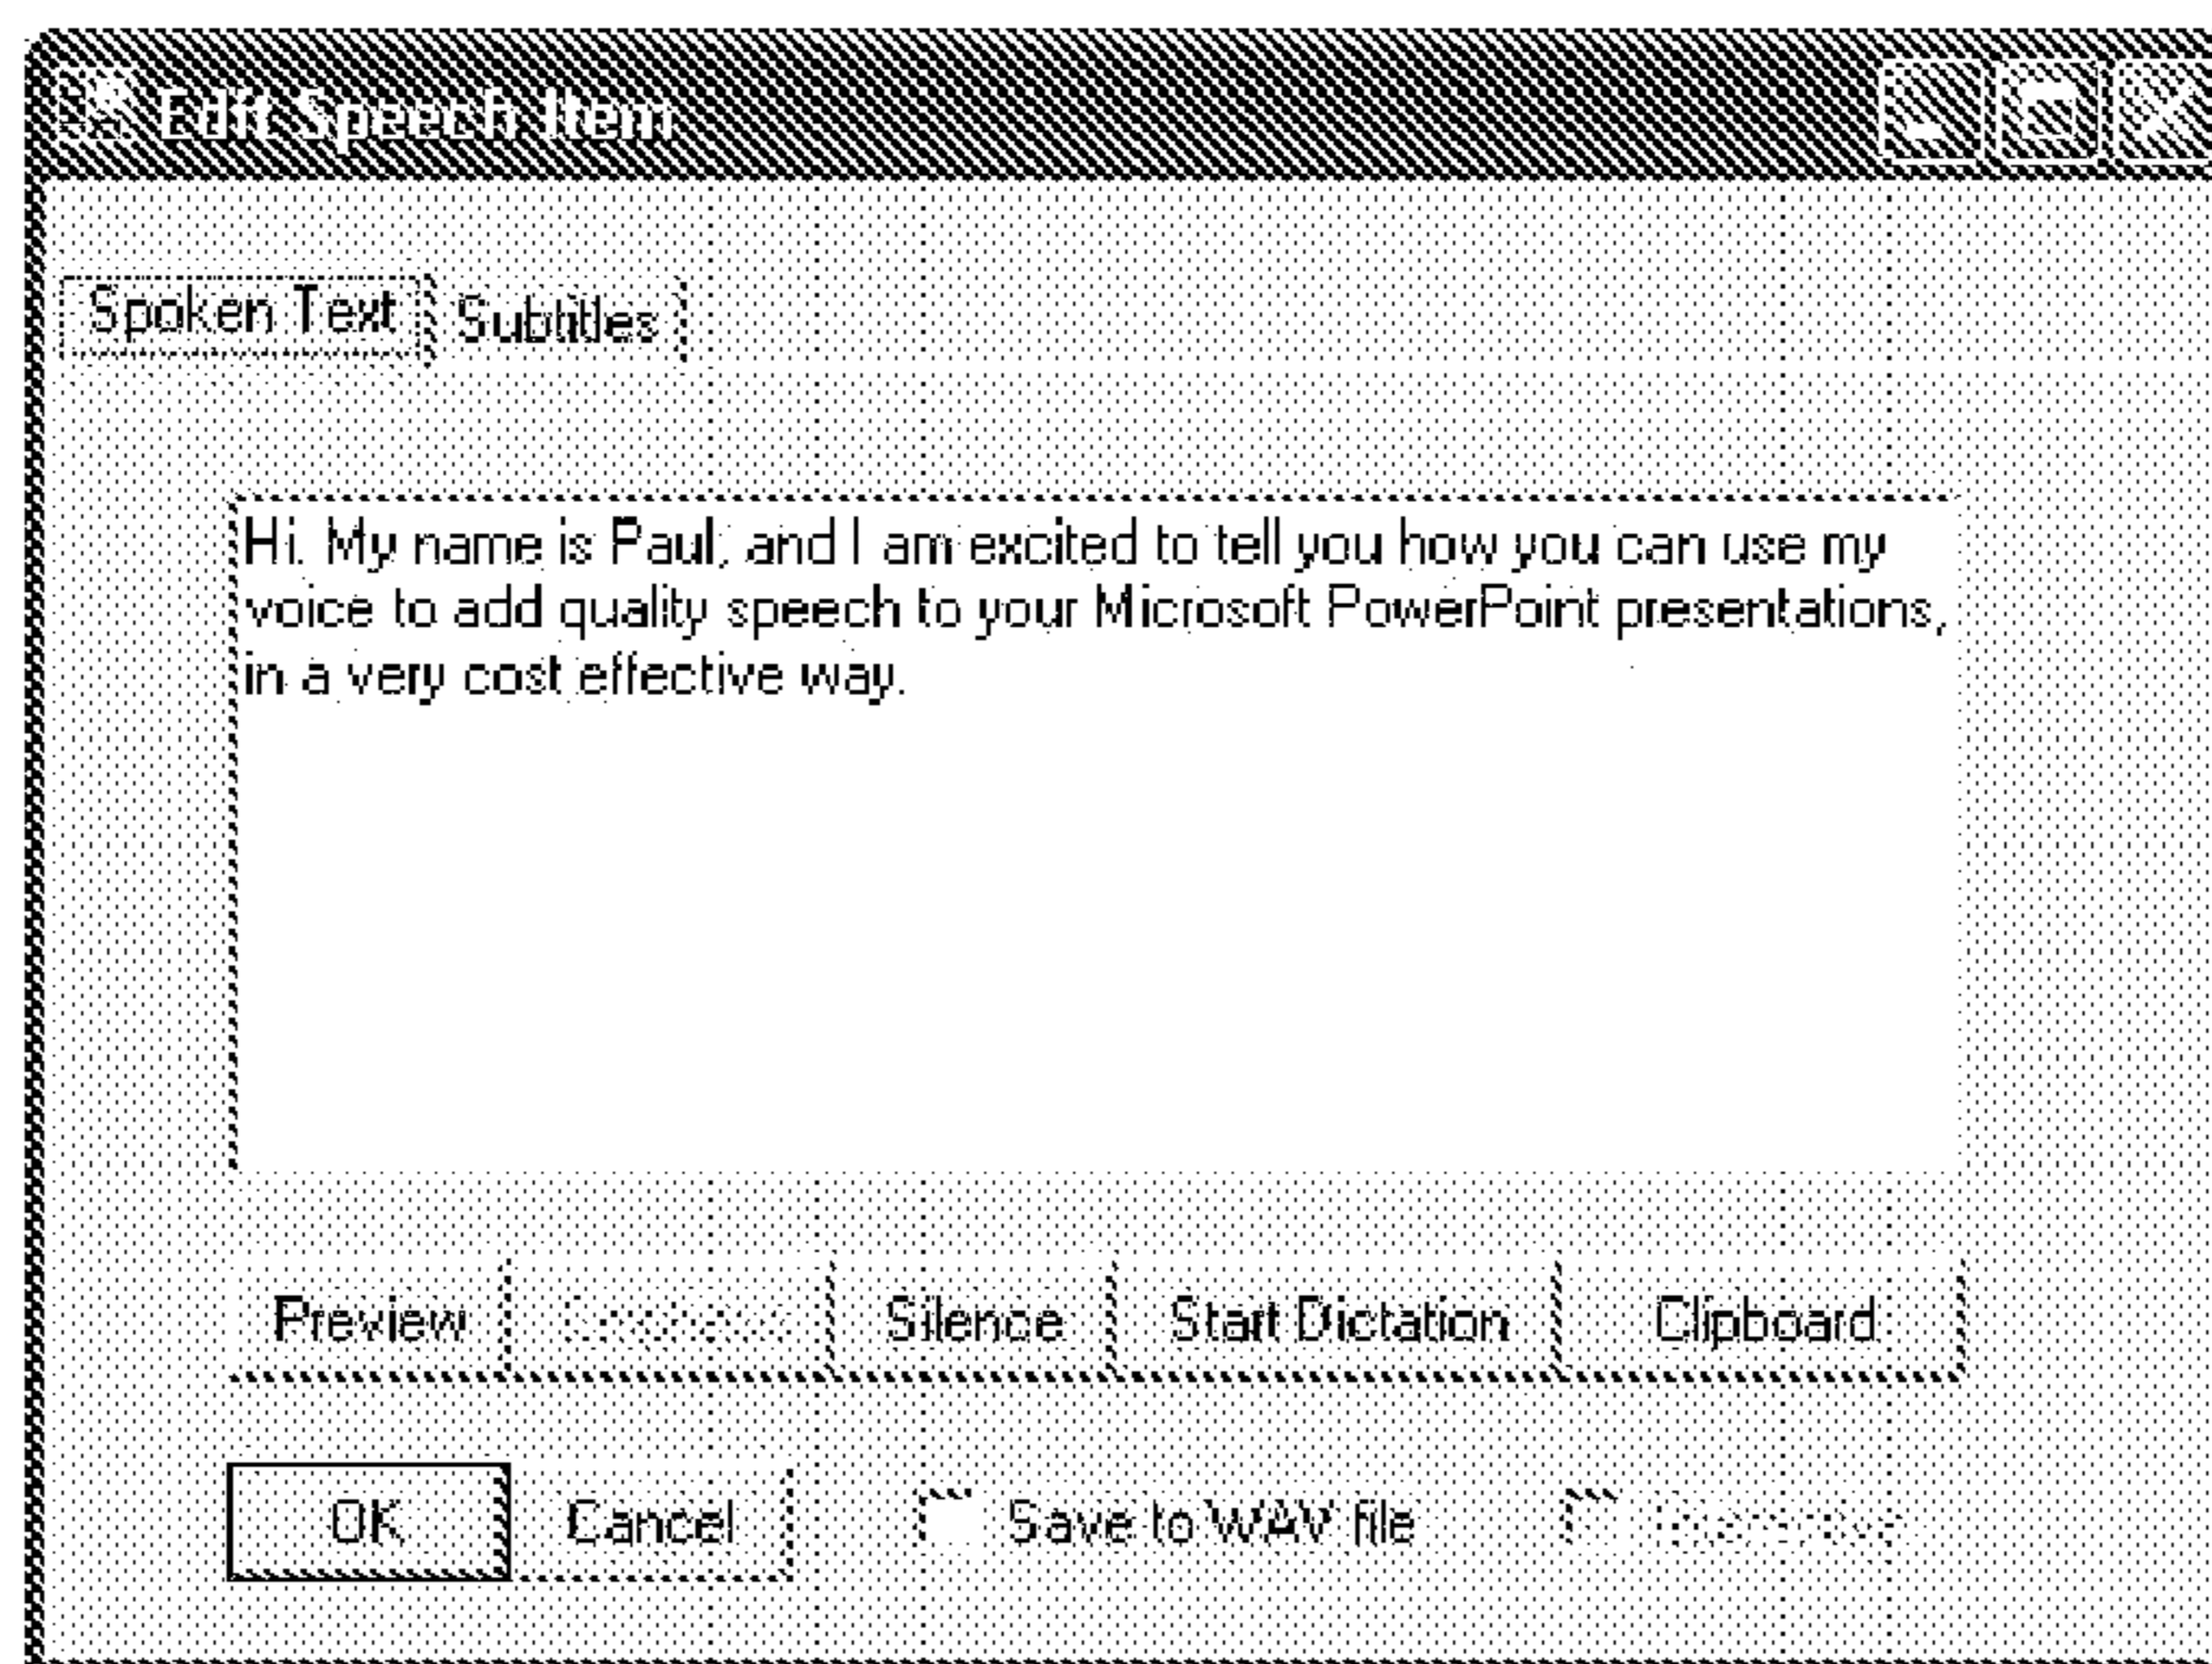 Edit Speech Item
Spoken Text Subtitles
Hi. My name is Paul, and I am excited to tell you how you can use my
voice to add quality speech to your Microsoft PowerPoint presentations,
in a very cost effective way.
Preview Silence Start Dictation Clipboard
OK Cancel Save to WAV file